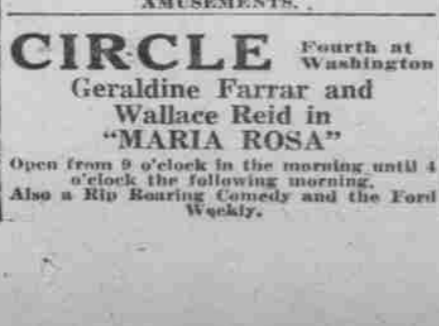 AMUSEMENTS.
CIRCLE Fourth at
Washington
Geraldine Farrar and
Wallace Reid in
"MARIA ROSA"
Open from 9 o'clock in the morning until 4
o'clock the following morning.
Also a Rip Roaring Comedy and the Ford
Weekly.